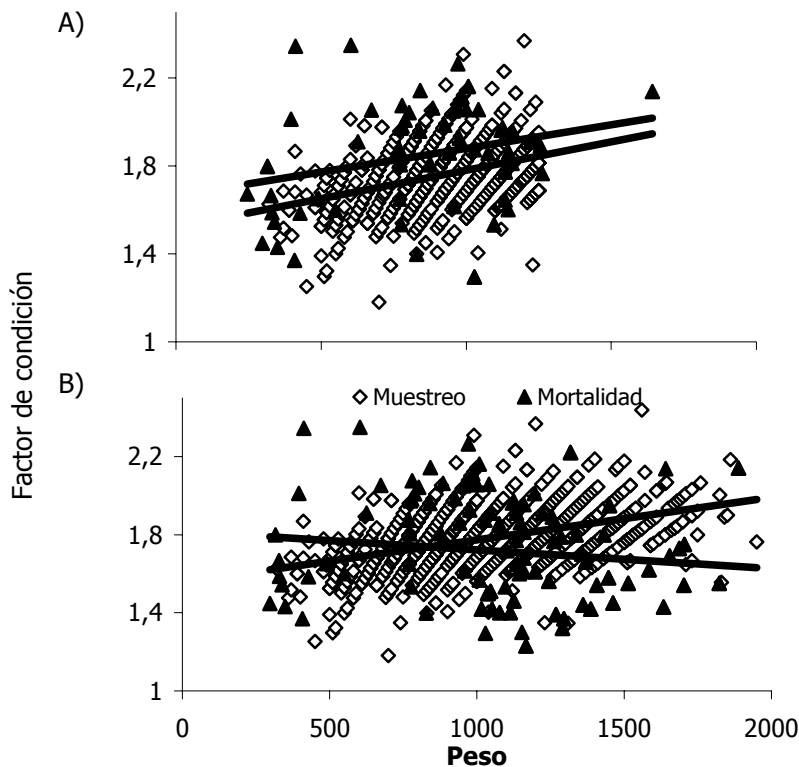 A)
2,2
1,8
1,4
1
Factor de condición
B)
Muestreo Mortalidad
2,2
1,8
1,4
1
0 500 1000 1500 2000
Peso